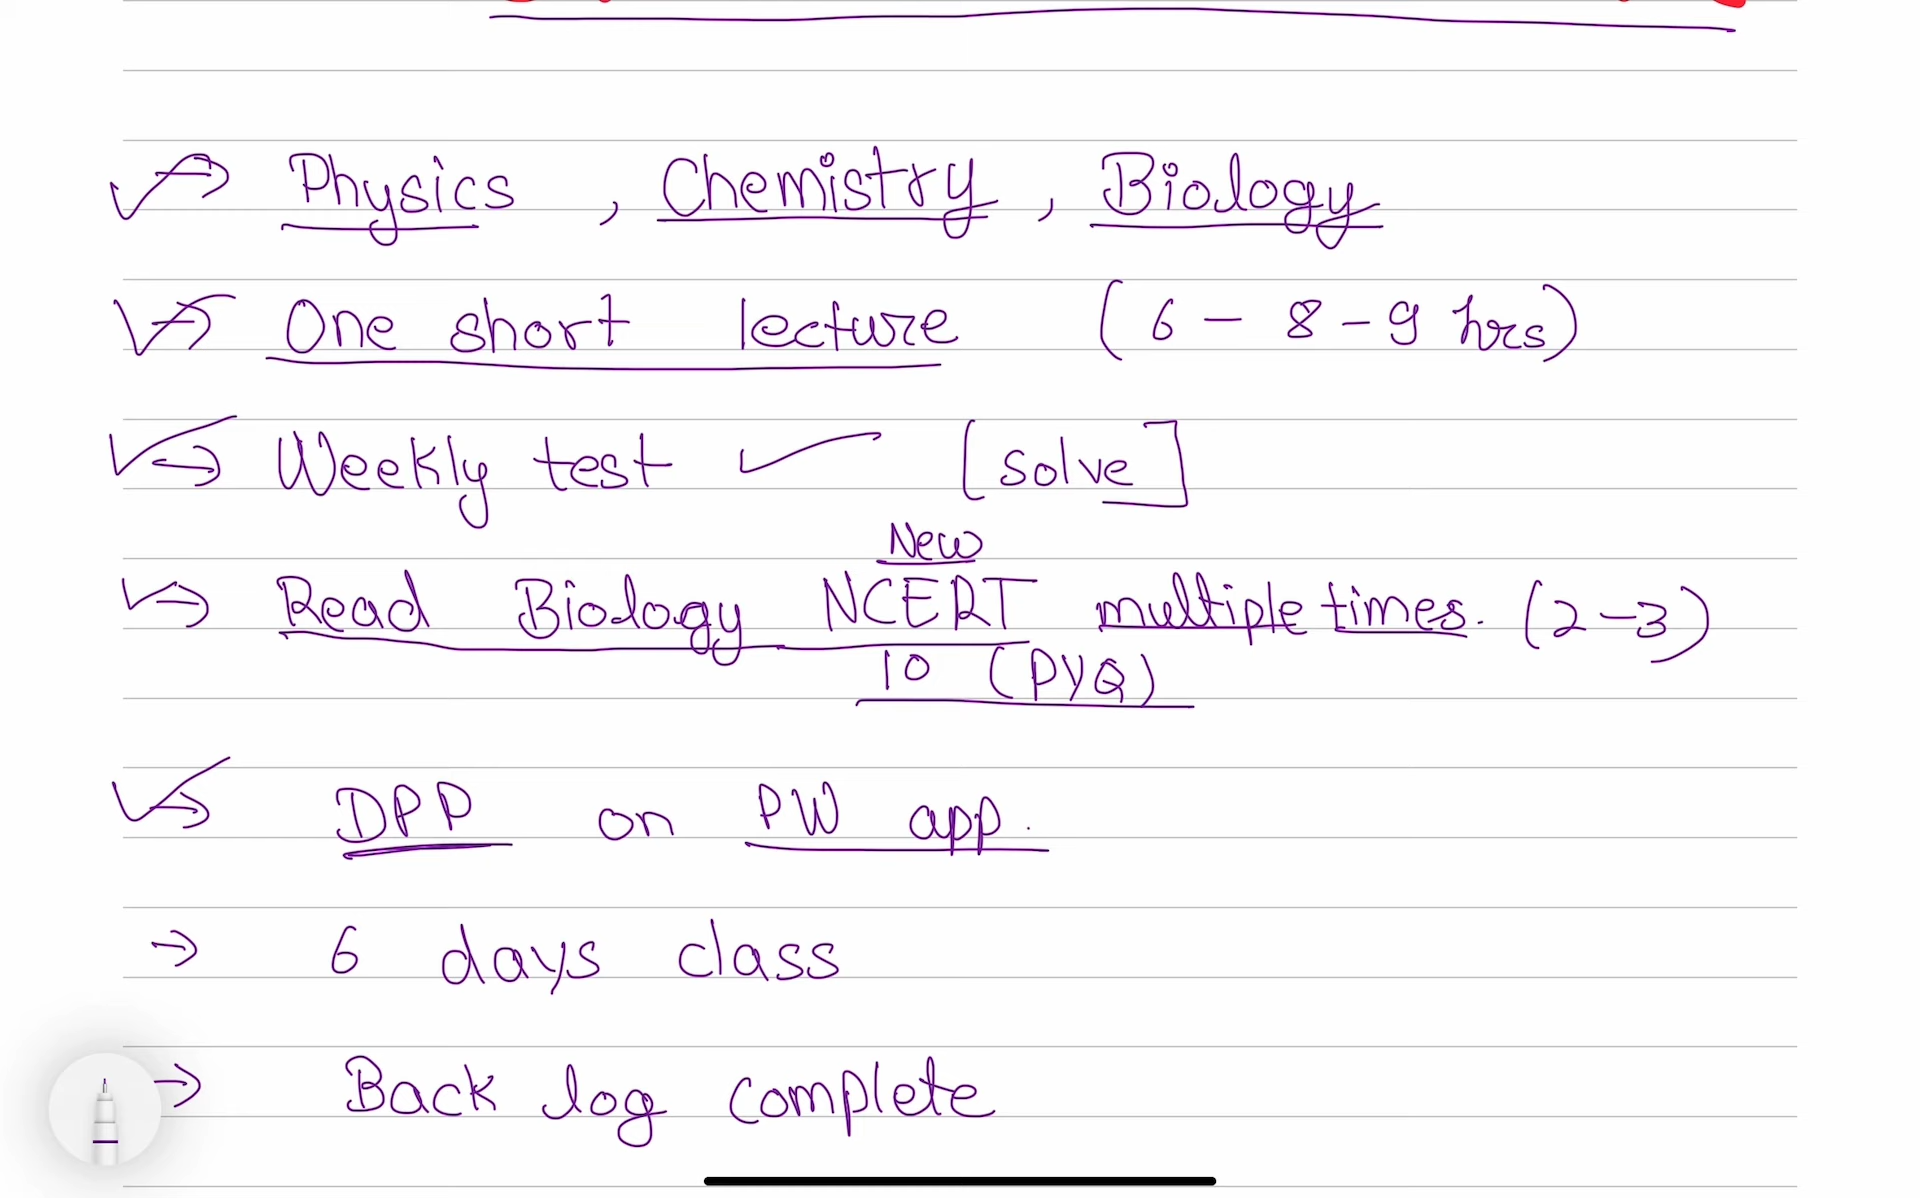 → Physics , Chemistry , Biology
→ One short lecture (6 - 8 - 9 hrs)
→ Weekly test ✓ [solve]
New
→ Read Biology NCERT multiple times. (2-3)
10 (PYQ)
→ DPP on PW app.
→ 6 days class
→ Back log complete